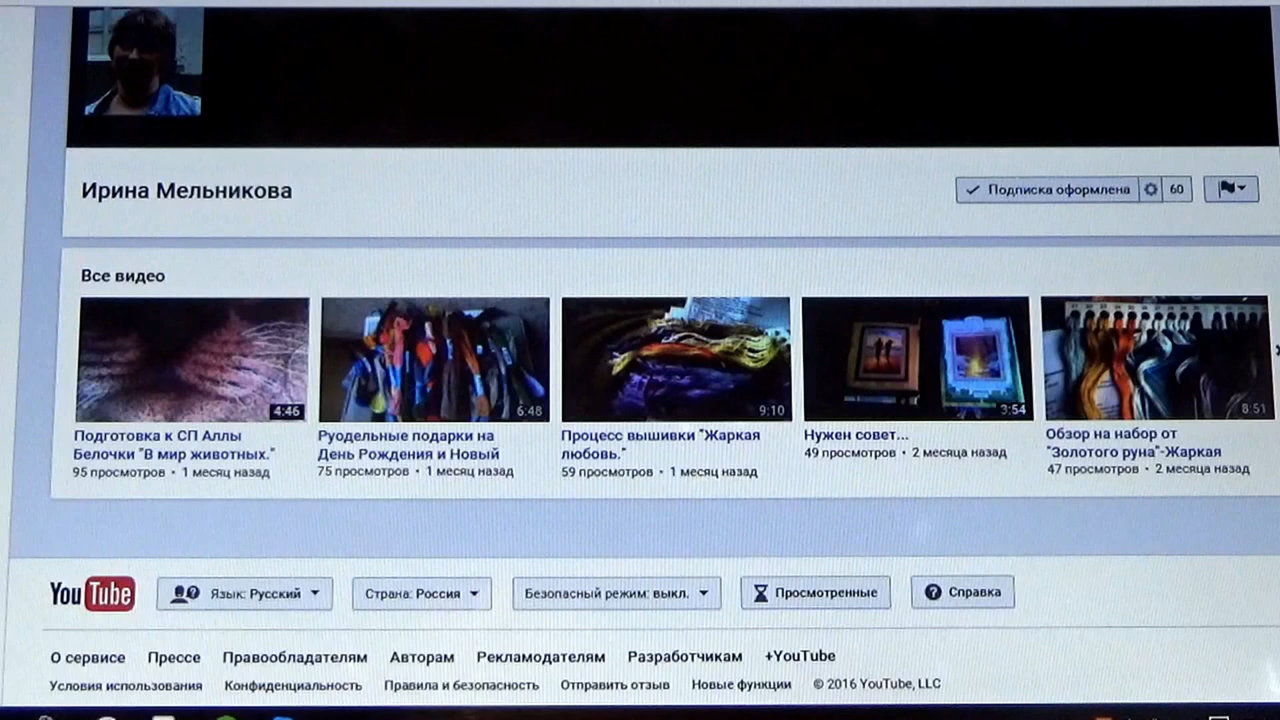 Ирина Мельникова
Подписка оформлена 60
Все видео
4:46
6:48
9:10
3:54
8:51
Подготовка к СП Аллы
Белочки "В мир животных."
95 просмотров • 1 месяц назад
Руодельные подарки на
День Рождения и Новый
75 просмотров • 1 месяц назад
Процесс вышивки "Жаркая
любовь."
59 просмотров • 1 месяц назад
Нужен совет...
49 просмотров • 2 месяца назад
Обзор на набор от
"Золотого руна"-Жаркая
47 просмотров • 2 месяца назад
YouTube
Язык: Русский
Страна: Россия
Безопасный режим: выкл.
Просмотренные
Справка
О сервисе Прессе Правообладателям Авторам Рекламодателям Разработчикам +YouTube
Условия использования Конфиденциальность Правила и безопасность Отправить отзыв Новые функции © 2016 YouTube, LLC